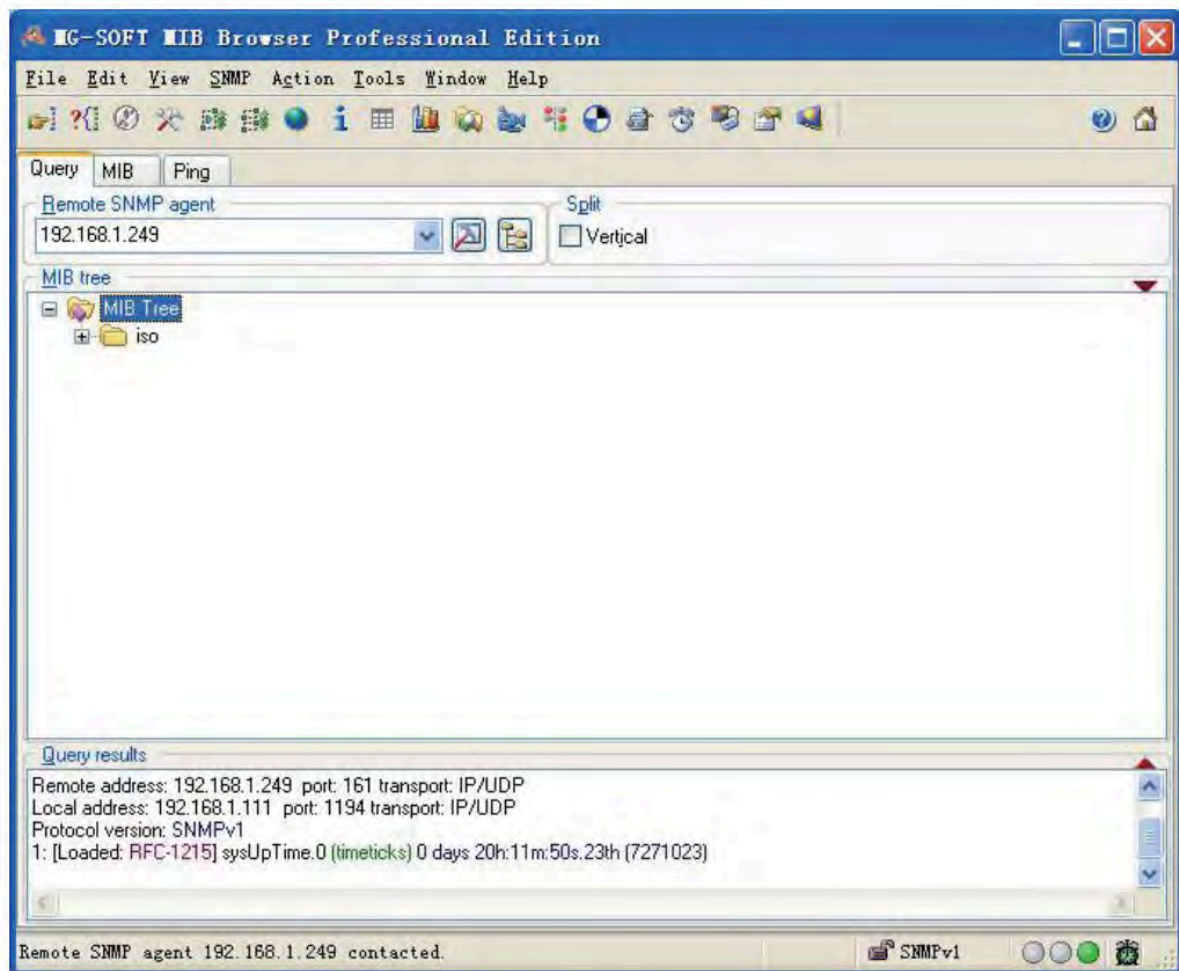 MG-SOFT MIB Browser Professional Edition
File Edit View SNMP Action Tools Window Help
Query MIB Ping
Remote SNMP agent
Split
192.168.1.249
Vertical
MIB tree
MIB Tree
iso
Query results
Remote address: 192.168.1.249 port: 161 transport: IP/UDP
Local address: 192.168.1.111 port: 1194 transport: IP/UDP
Protocol version: SNMPv1
1: [Loaded: RFC-1215] sysUpTime.0 (timeticks) 0 days 20h:11m:50s.23th (7271023)
Remote SNMP agent 192.168.1.249 contacted.
SNMPv1